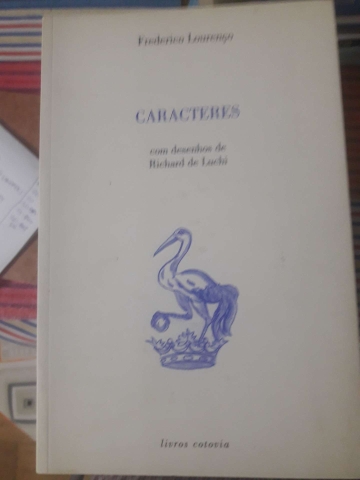 Frederico Lourenço
CARACTERES
com desenhos de
Richard de Luchi
livros cotovia